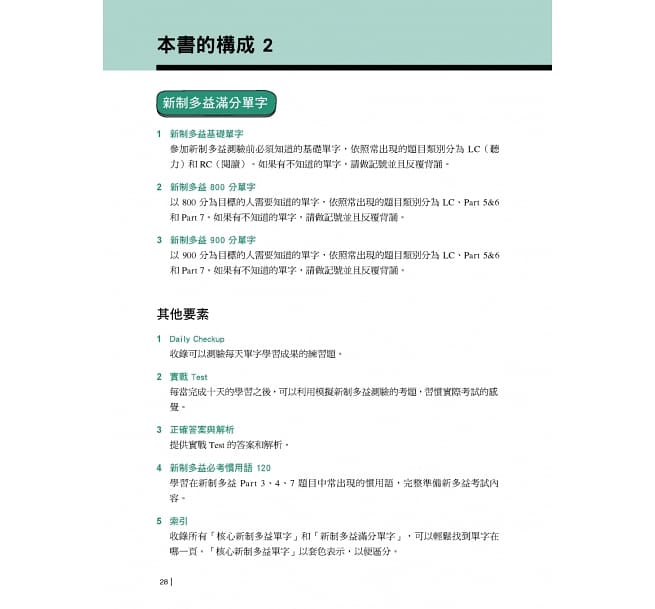 本書的構成 2
新制多益滿分單字
1 新制多益基礎單字
參加新制多益測驗前必須知道的基礎單字，依照常出現的題目類別分為 LC（聽
力）和 RC（閱讀）。如果有不知道的單字，請做記號並且反覆背誦。
2 新制多益 800 分單字
以 800 分為目標的人需要知道的單字，依照常出現的題目類別分為 LC、Part 5&6
和 Part 7。如果有不知道的單字，請做記號並且反覆背誦。
3 新制多益 900 分單字
以 900 分為目標的人需要知道的單字，依照常出現的題目類別分為 LC、Part 5&6
和 Part 7。如果有不知道的單字，請做記號並且反覆背誦。
其他要素
1 Daily Checkup
收錄可以測驗每天單字學習成果的練習題。
2 實戰 Test
每當完成十天的學習之後，可以利用模擬新制多益測驗的考題，習慣實際考試的感
覺。
3 正確答案與解析
提供實戰 Test 的答案和解析。
4 新制多益必考慣用語 120
學習在新制多益 Part 3、4、7 題目中常出現的慣用語，完整準備新多益考試內
容。
5 索引
收錄所有「核心新制多益單字」和「新制多益滿分單字」，可以輕鬆找到單字在
哪一頁。「核心新制多益單字」以套色表示，以便區分。
28 |